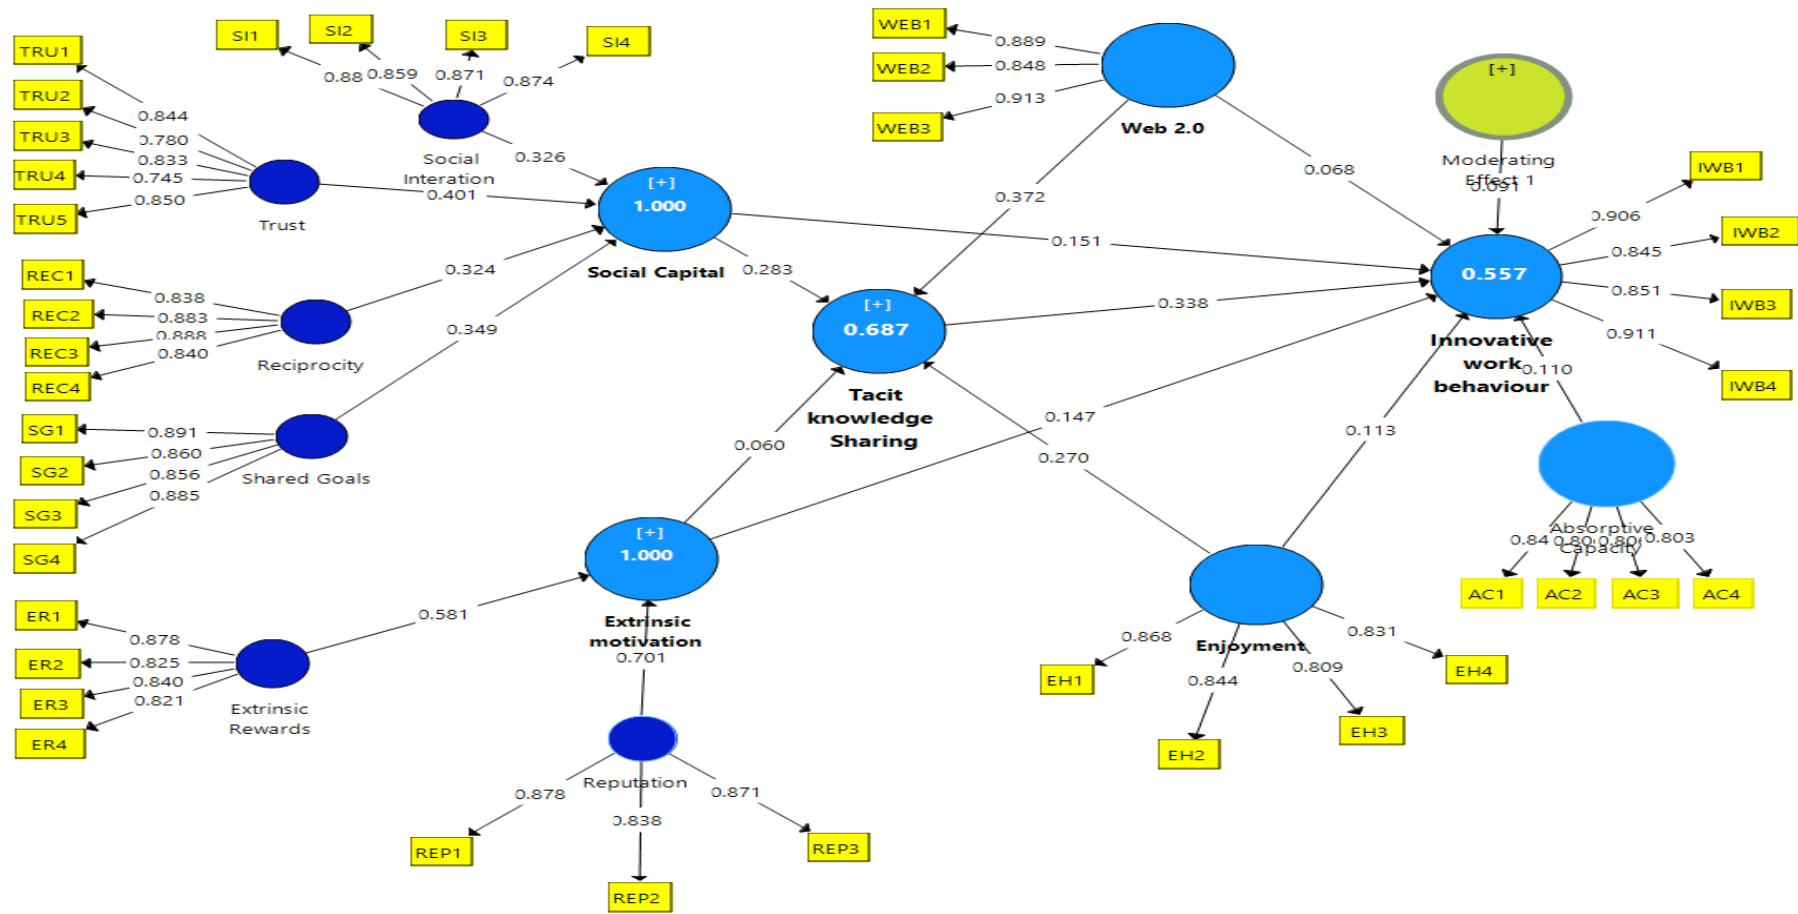 SI1
SI2
SI3
SI4
0.88
0.859
0.871
0.874
Social
Interation
0.326
TRU1
TRU2
TRU3
TRU4
TRU5
0.844
0.780
0.833
0.745
0.850
Trust
0.401
REC1
REC2
REC3
REC4
0.838
0.883
0.888
0.840
Reciprocity
0.324
SG1
SG2
SG3
SG4
0.891
0.860
0.856
0.885
Shared Goals
0.349
[+]
1.000
Social Capital
0.283
0.151
WEB1
WEB2
WEB3
0.889
0.848
0.913
Web 2.0
0.372
0.068
[+]
Moderating
Effect 1
0.091
[+]
0.687
Tacit
knowledge
Sharing
0.338
0.557
Innovative
work
behaviour
IWB1
IWB2
IWB3
IWB4
0.906
0.845
0.851
0.911
0.110
Absorptive
Capacity
0.84
0.80
0.80
0.803
AC1
AC2
AC3
AC4
ER1
ER2
ER3
ER4
0.878
0.825
0.840
0.821
Extrinsic
Rewards
0.581
[+]
1.000
Extrinsic
motivation
0.701
0.060
0.147
Reputation
0.878
0.838
0.871
REP1
REP2
REP3
0.270
0.113
Enjoyment
0.868
0.844
0.809
0.831
EH1
EH2
EH3
EH4